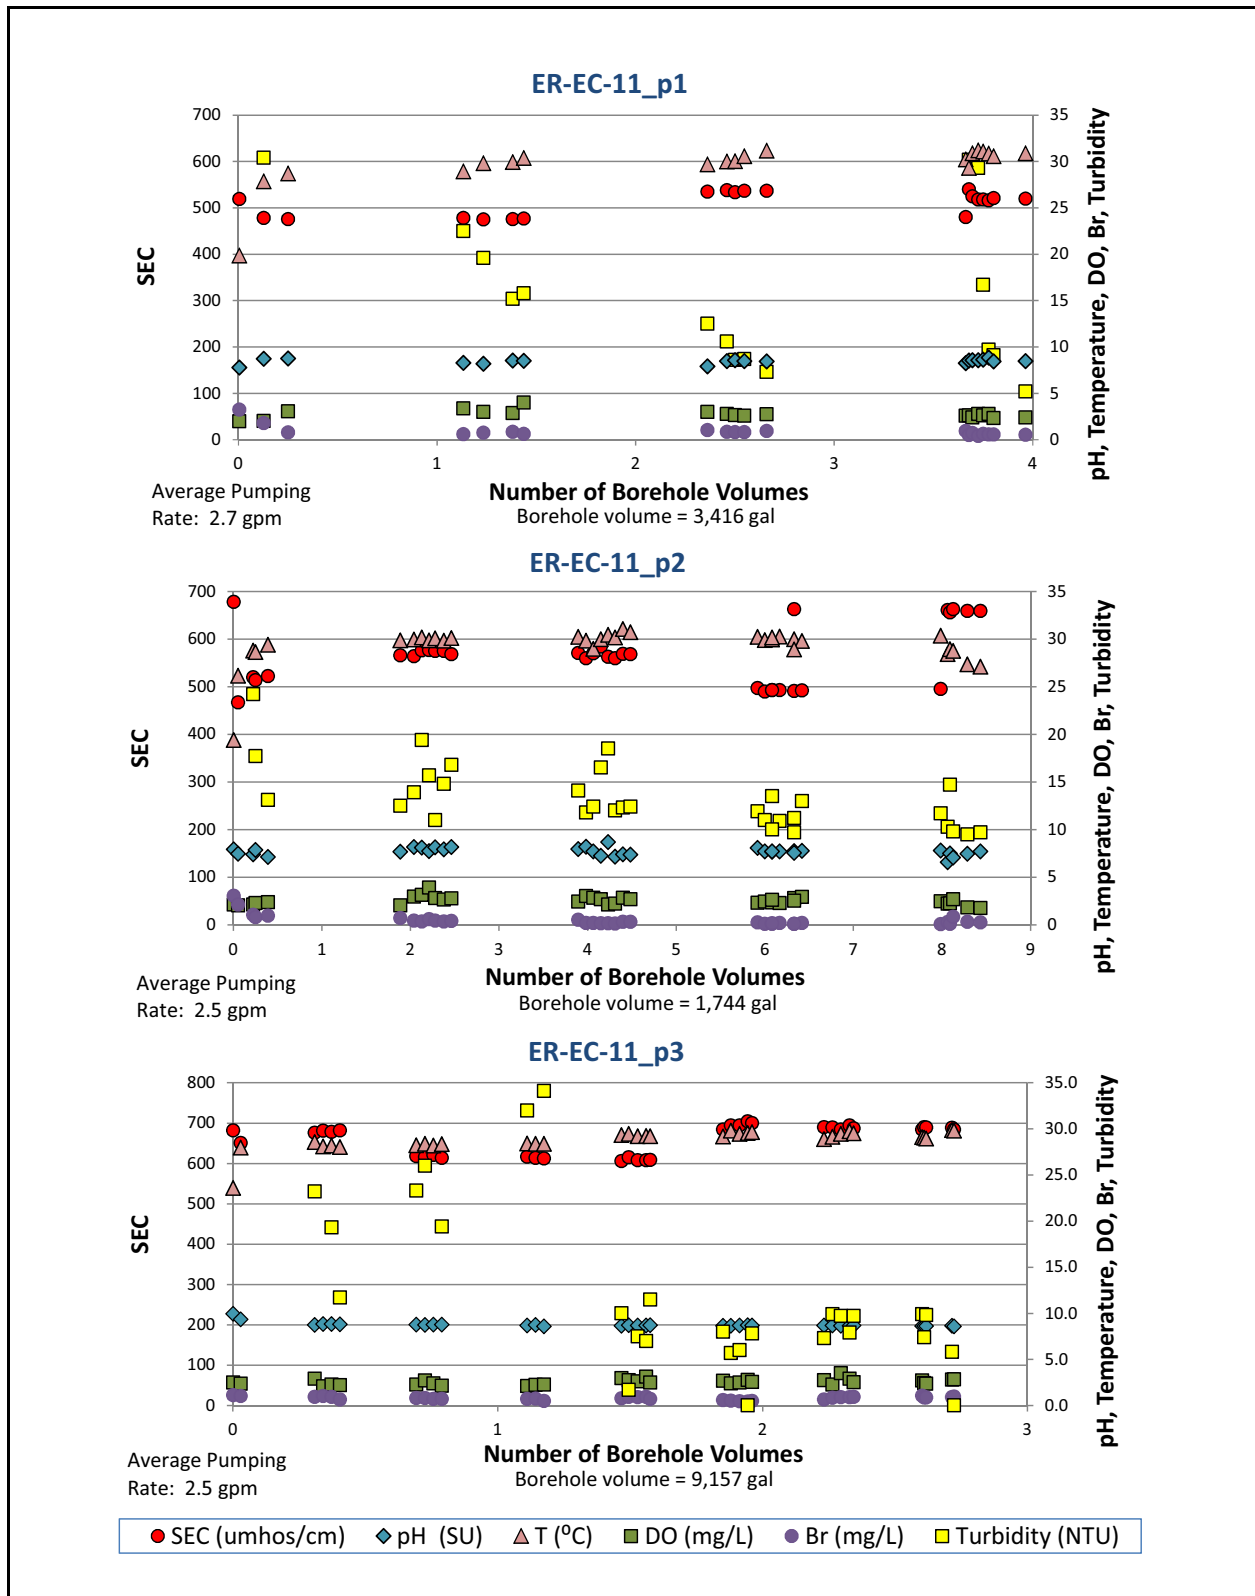 ER-EC-11_p1
700
600
500
400
300
200
100
0
35
30
25
20
15
10
5
0
SEC
pH, Temperature, DO, Br, Turbidity
0 1 2 3 4
Number of Borehole Volumes
Borehole volume = 3,416 gal
Average Pumping
Rate: 2.7 gpm
ER-EC-11_p2
700
600
500
400
300
200
100
0
35
30
25
20
15
10
5
0
SEC
pH, Temperature, DO, Br, Turbidity
0 1 2 3 4 5 6 7 8 9
Number of Borehole Volumes
Borehole volume = 1,744 gal
Average Pumping
Rate: 2.5 gpm
ER-EC-11_p3
800
700
600
500
400
300
200
100
0
35.0
30.0
25.0
20.0
15.0
10.0
5.0
0.0
SEC
pH, Temperature, DO, Br, Turbidity
0 1 2 3
Number of Borehole Volumes
Borehole volume = 9,157 gal
Average Pumping
Rate: 2.5 gpm
SEC (umhos/cm) pH (SU) T (⁰C) DO (mg/L) Br (mg/L) Turbidity (NTU)